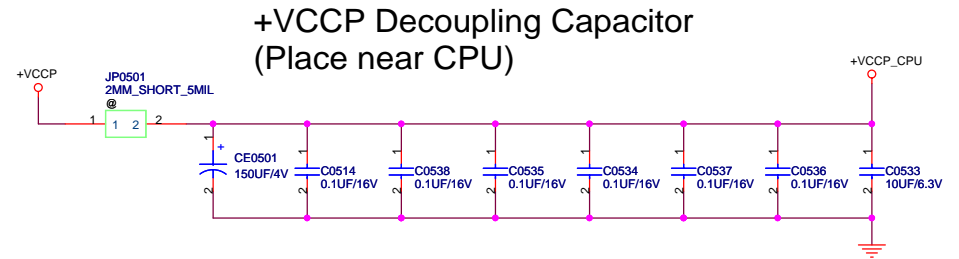 +VCCP Decoupling Capacitor
(Place near CPU)
+VCCP
JP0501
2MM_SHORT_5MIL
@
1
1 2
2
+VCCP_CPU
1
+
CE0501
150UF/4V
2
1
C0514
0.1UF/16V
2
1
C0538
0.1UF/16V
2
1
C0535
0.1UF/16V
2
1
C0534
0.1UF/16V
2
1
C0537
0.1UF/16V
2
1
C0536
0.1UF/16V
2
1
C0533
10UF/6.3V
2